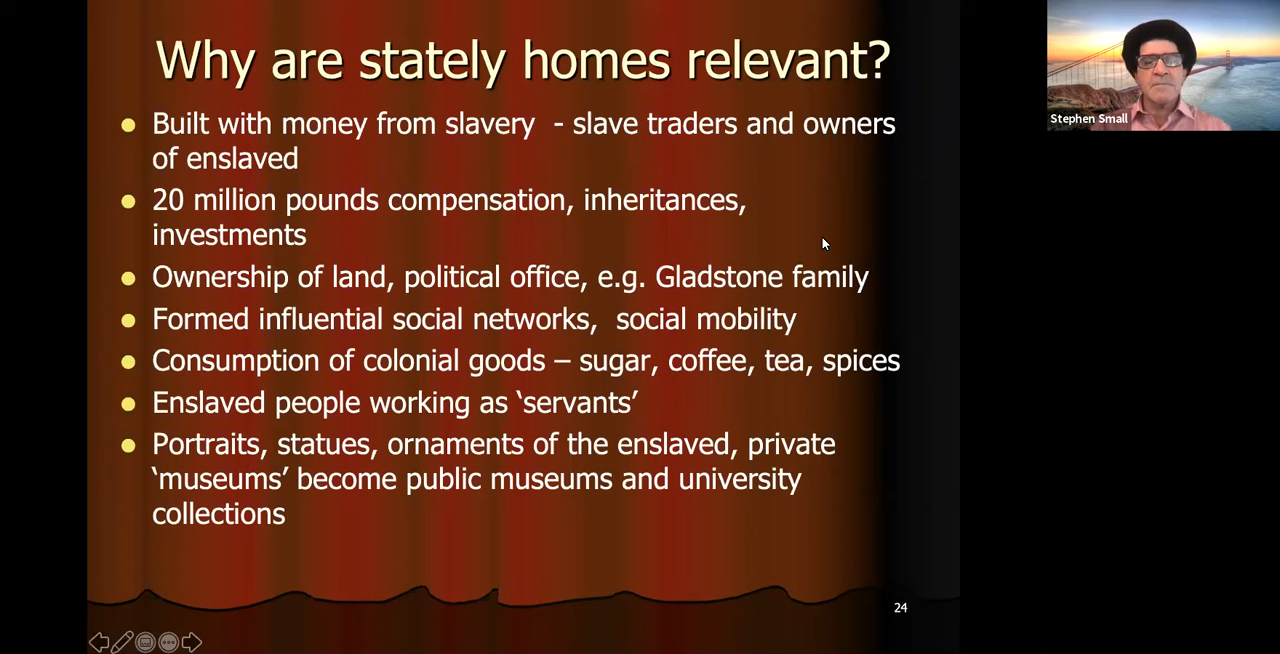 Why are stately homes relevant?
Built with money from slavery - slave traders and owners
of enslaved
20 million pounds compensation, inheritances,
investments
Ownership of land, political office, e.g. Gladstone family
Formed influential social networks, social mobility
Consumption of colonial goods – sugar, coffee, tea, spices
Enslaved people working as ‘servants’
Portraits, statues, ornaments of the enslaved, private
‘museums’ become public museums and university
collections
24
Stephen Small